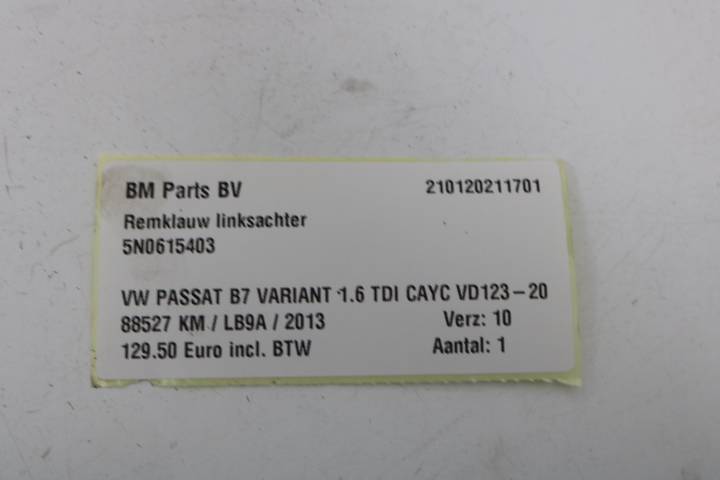 BM Parts BV 210120211701
Remklauw linksachter
5N0615403
VW PASSAT B7 VARIANT 1.6 TDI CAYC VD123-20
88527 KM / LB9A / 2013 Verz: 10
129.50 Euro incl. BTW Aantal: 1